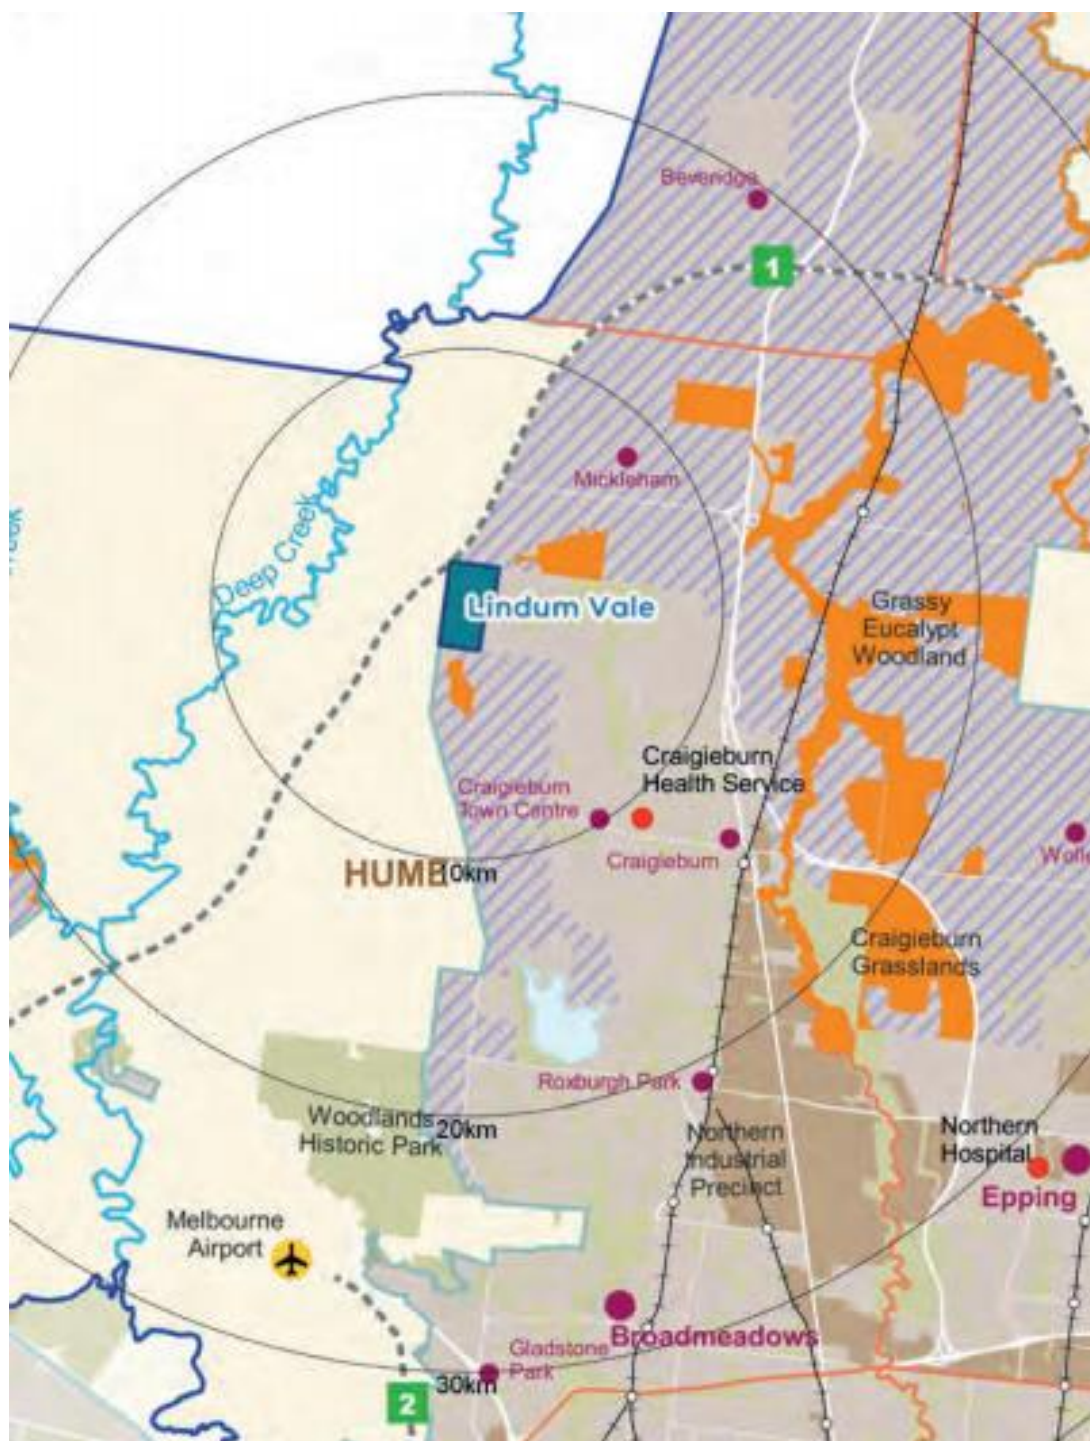 Beveridge
1
Mickleham
Deep Creek
Lindum Vale
Grassy
Eucalypt
Woodland
Craigieburn
Health Service
Craigieburn
Town Centre
Craigieburn
HUME
10km
Craigieburn
Grasslands
Roxburgh Park
Woodlands
Historic Park
20km
Northern
Industrial
Precinct
Northern
Hospital
Epping
Melbourne
Airport
Broadmeadows
Gladstone
Park
30km
2